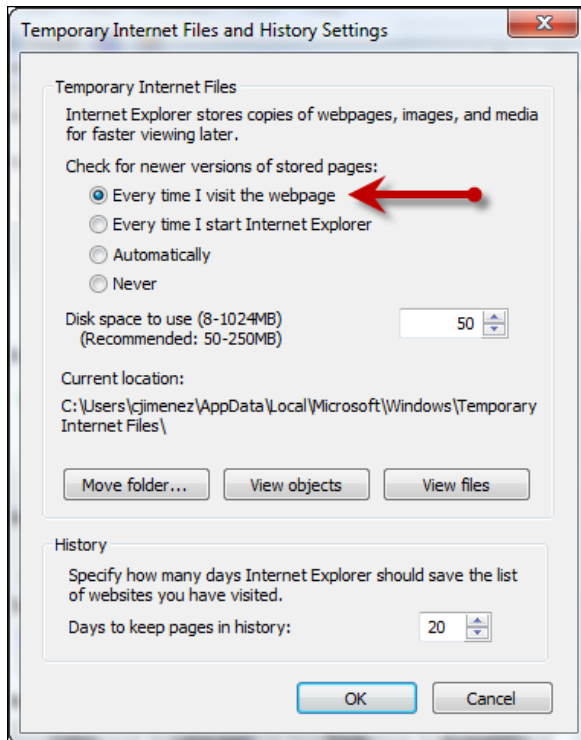 Temporary Internet Files and History Settings
Temporary Internet Files
Internet Explorer stores copies of webpages, images, and media
for faster viewing later.
Check for newer versions of stored pages:
Every time I visit the webpage
Every time I start Internet Explorer
Automatically
Never
Disk space to use (8-1024MB)
(Recommended: 50-250MB)
50
Current location:
C:\Users\cjimenez\AppData\Local\Microsoft\Windows\Temporary
Internet Files\
Move folder... View objects View files
History
Specify how many days Internet Explorer should save the list
of websites you have visited.
Days to keep pages in history: 20
OK Cancel